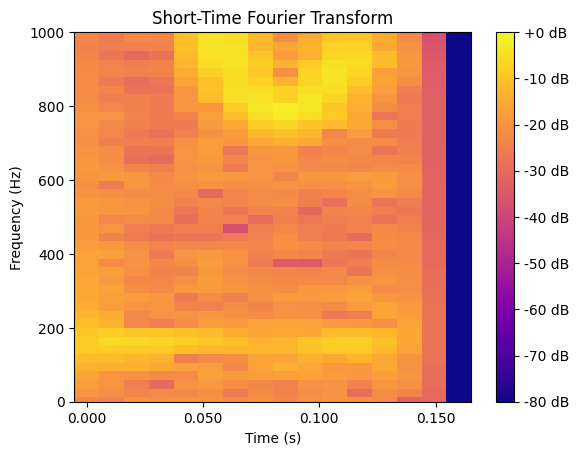 Short-Time Fourier Transform
1000
800
600
400
200
0
Frequency (Hz)
0.000
0.050
0.100
0.150
Time (s)
+0 dB
-10 dB
-20 dB
-30 dB
-40 dB
-50 dB
-60 dB
-70 dB
-80 dB